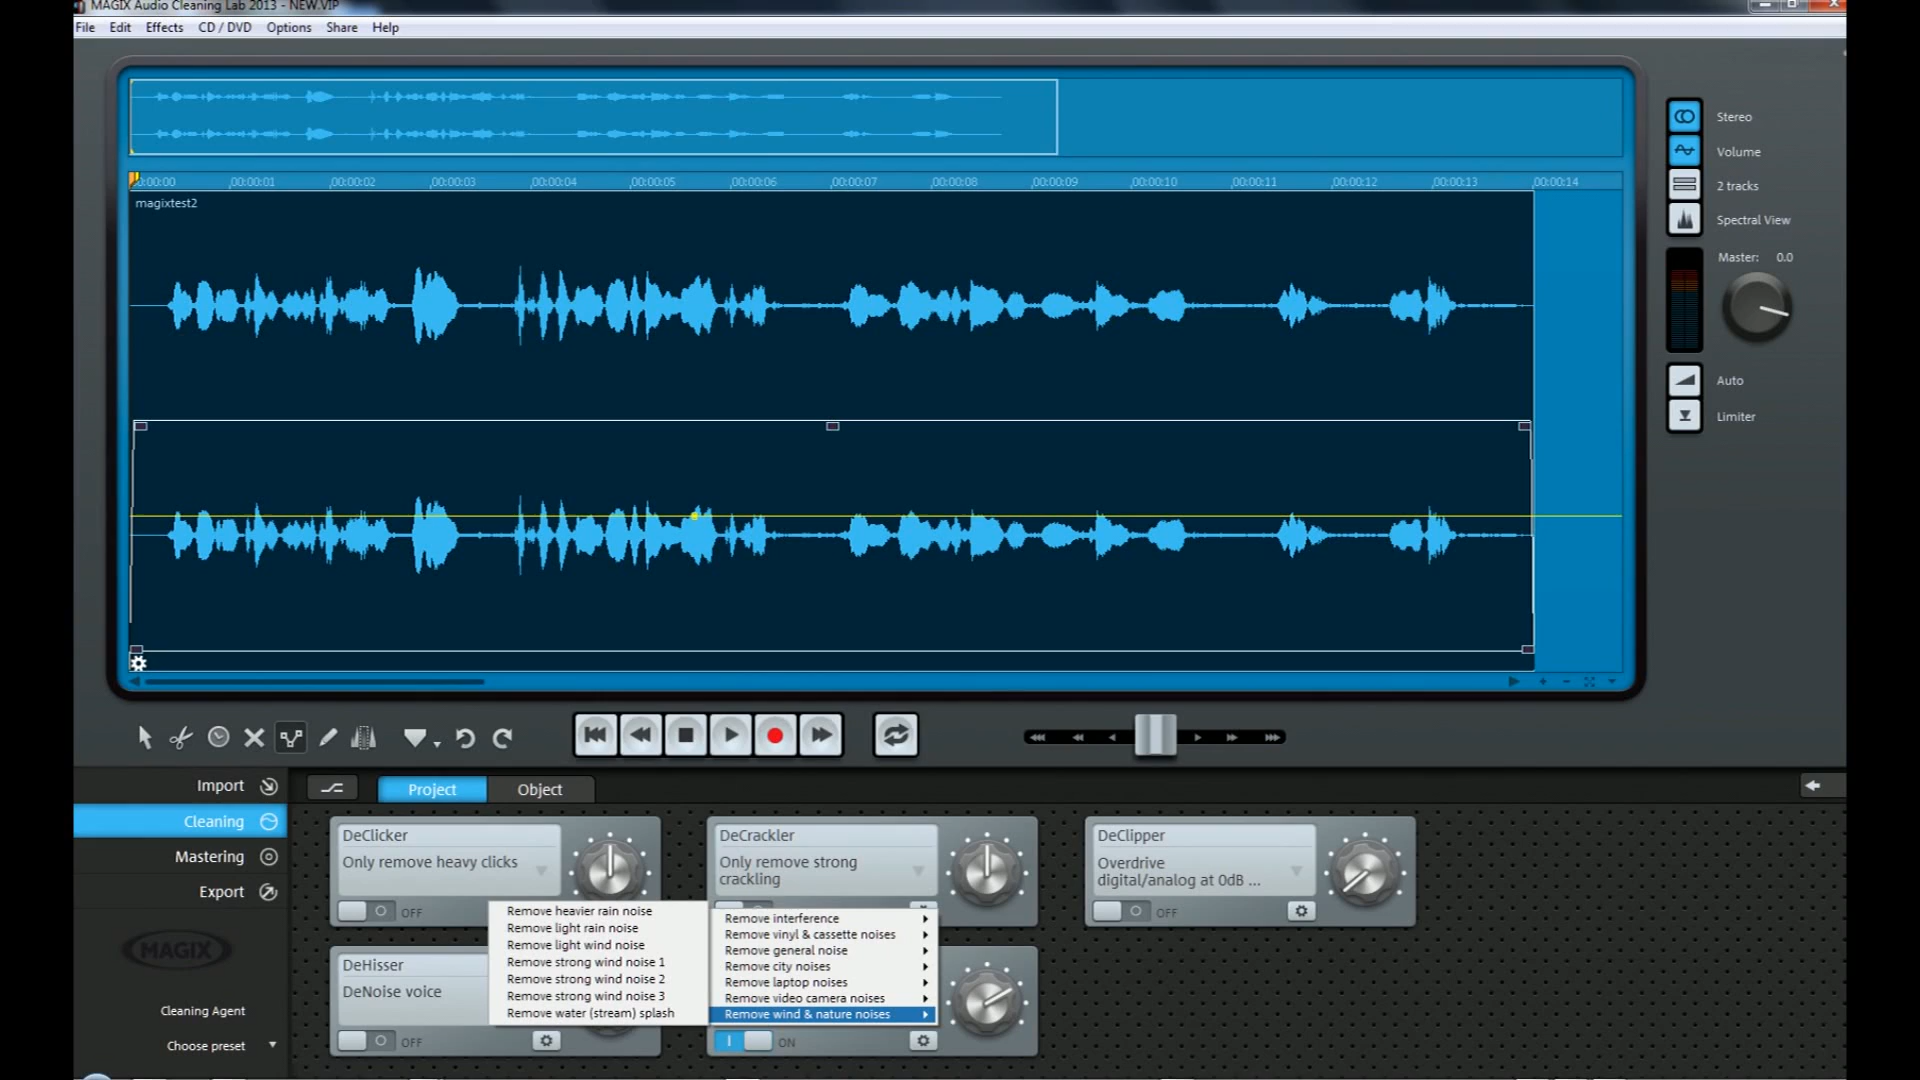 MAGIX Audio Cleaning Lab 2013 - NEW.VIP
File Edit Effects CD / DVD Options Share Help
00:00:00 00:00:01 00:00:02 00:00:03 00:00:04 00:00:05 00:00:06 00:00:07 00:00:08 00:00:09 00:00:10 00:00:11 00:00:12 00:00:13 00:00:14
magixtest2
Stereo
Volume
2 tracks
Spectral View
Master: 0.0
Auto
Limiter
Import
Cleaning
Mastering
Export
MAGIX
Cleaning Agent
Choose preset
Project Object
DeClicker
Only remove heavy clicks
OFF
DeCrackler
Only remove strong
crackling
DeClipper
Overdrive
digital/analog at 0dB ...
OFF
DeHisser
DeNoise voice
OFF
Remove heavier rain noise
Remove light rain noise
Remove light wind noise
Remove strong wind noise 1
Remove strong wind noise 2
Remove strong wind noise 3
Remove water (stream) splash
Remove interference
Remove vinyl & cassette noises
Remove general noise
Remove city noises
Remove laptop noises
Remove video camera noises
Remove wind & nature noises
ON